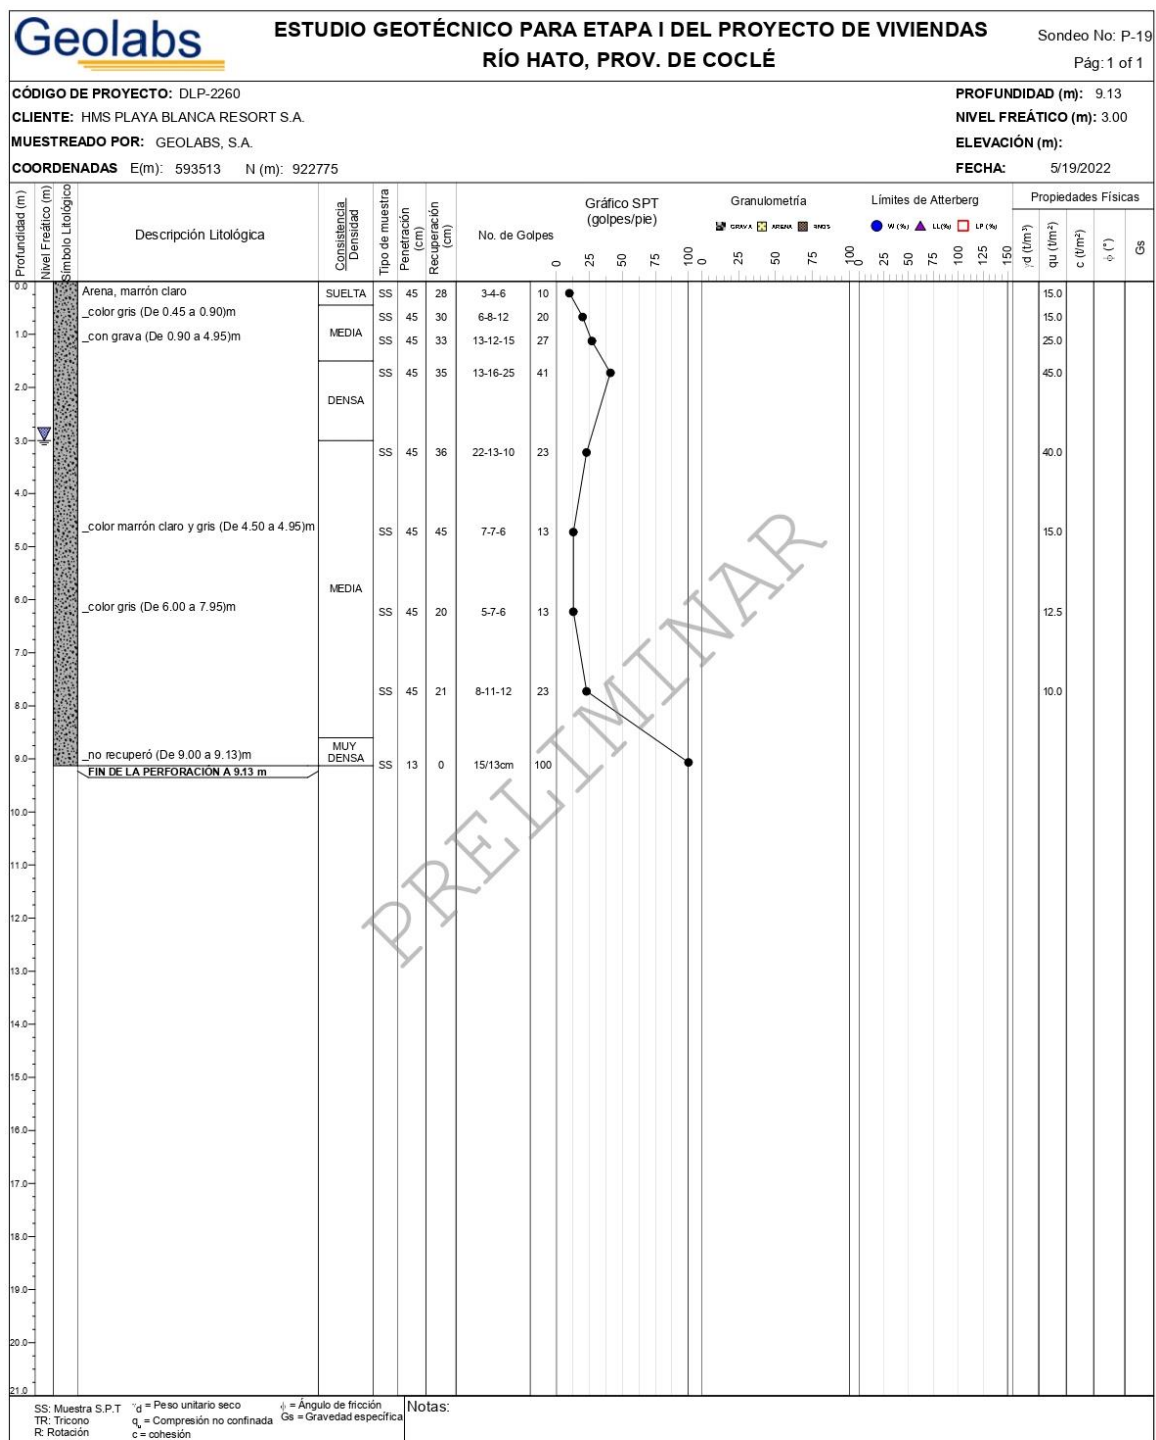 Geolabs
ESTUDIO GEOTÉCNICO PARA ETAPA I DEL PROYECTO DE VIVIENDAS
RÍO HATO, PROV. DE COCLÉ
Sondeo No: P-19
Pág: 1 of 1
CÓDIGO DE PROYECTO: DLP-2260
CLIENTE: HMS PLAYA BLANCA RESORT S.A.
MUESTREADO POR: GEOLABS, S.A.
COORDENADAS E(m): 593513 N (m): 922775
PROFUNDIDAD (m): 9.13
NIVEL FREÁTICO (m): 3.00
ELEVACIÓN (m):
FECHA: 5/19/2022
Profundidad (m)
Nivel Freático (m)
Símbolo Litológico
Descripción Litológica
Consistencia
Densidad
Tipo de muestra
Penetración
(cm)
Recuperación
(cm)
No. de Golpes
Gráfico SPT
(golpes/pie)
0 25 50 75 100
Granulometría
GRAVA ARENA FINOS
0 25 50 75 100
Límites de Atterberg
W (%) LL(%) LP (%)
0 25 50 75 100 125 150
Propiedades Físicas
γd (t/m³)
qu (t/m²)
c (t/m²)
ϕ (°)
Gs
0.0
Arena, marrón claro
SUELTA SS 45 28 3-4-6 10 15.0
_color gris (De 0.45 a 0.90)m
SS 45 30 6-8-12 20 15.0
1.0
_con grava (De 0.90 a 4.95)m
MEDIA
SS 45 33 13-12-15 27 25.0
SS 45 35 13-16-25 41 45.0
2.0
DENSA
3.0
SS 45 36 22-13-10 23 40.0
4.0
_color marrón claro y gris (De 4.50 a 4.95)m
SS 45 45 7-7-6 13 15.0
5.0
MEDIA
6.0
_color gris (De 6.00 a 7.95)m
SS 45 20 5-7-6 13 12.5
7.0
SS 45 21 8-11-12 23 10.0
8.0
MUY
DENSA
9.0
_no recuperó (De 9.00 a 9.13)m
SS 13 0 15/13cm 100
FIN DE LA PERFORACIÓN A 9.13 m
10.0
11.0
12.0
13.0
14.0
15.0
16.0
17.0
18.0
19.0
20.0
21.0
PRELIMINAR
SS: Muestra S.P.T
TR: Tricono
R: Rotación
γd = Peso unitario seco
qu = Compresión no confinada
c = cohesión
ϕ = Ángulo de fricción
Gs = Gravedad específica
Notas: